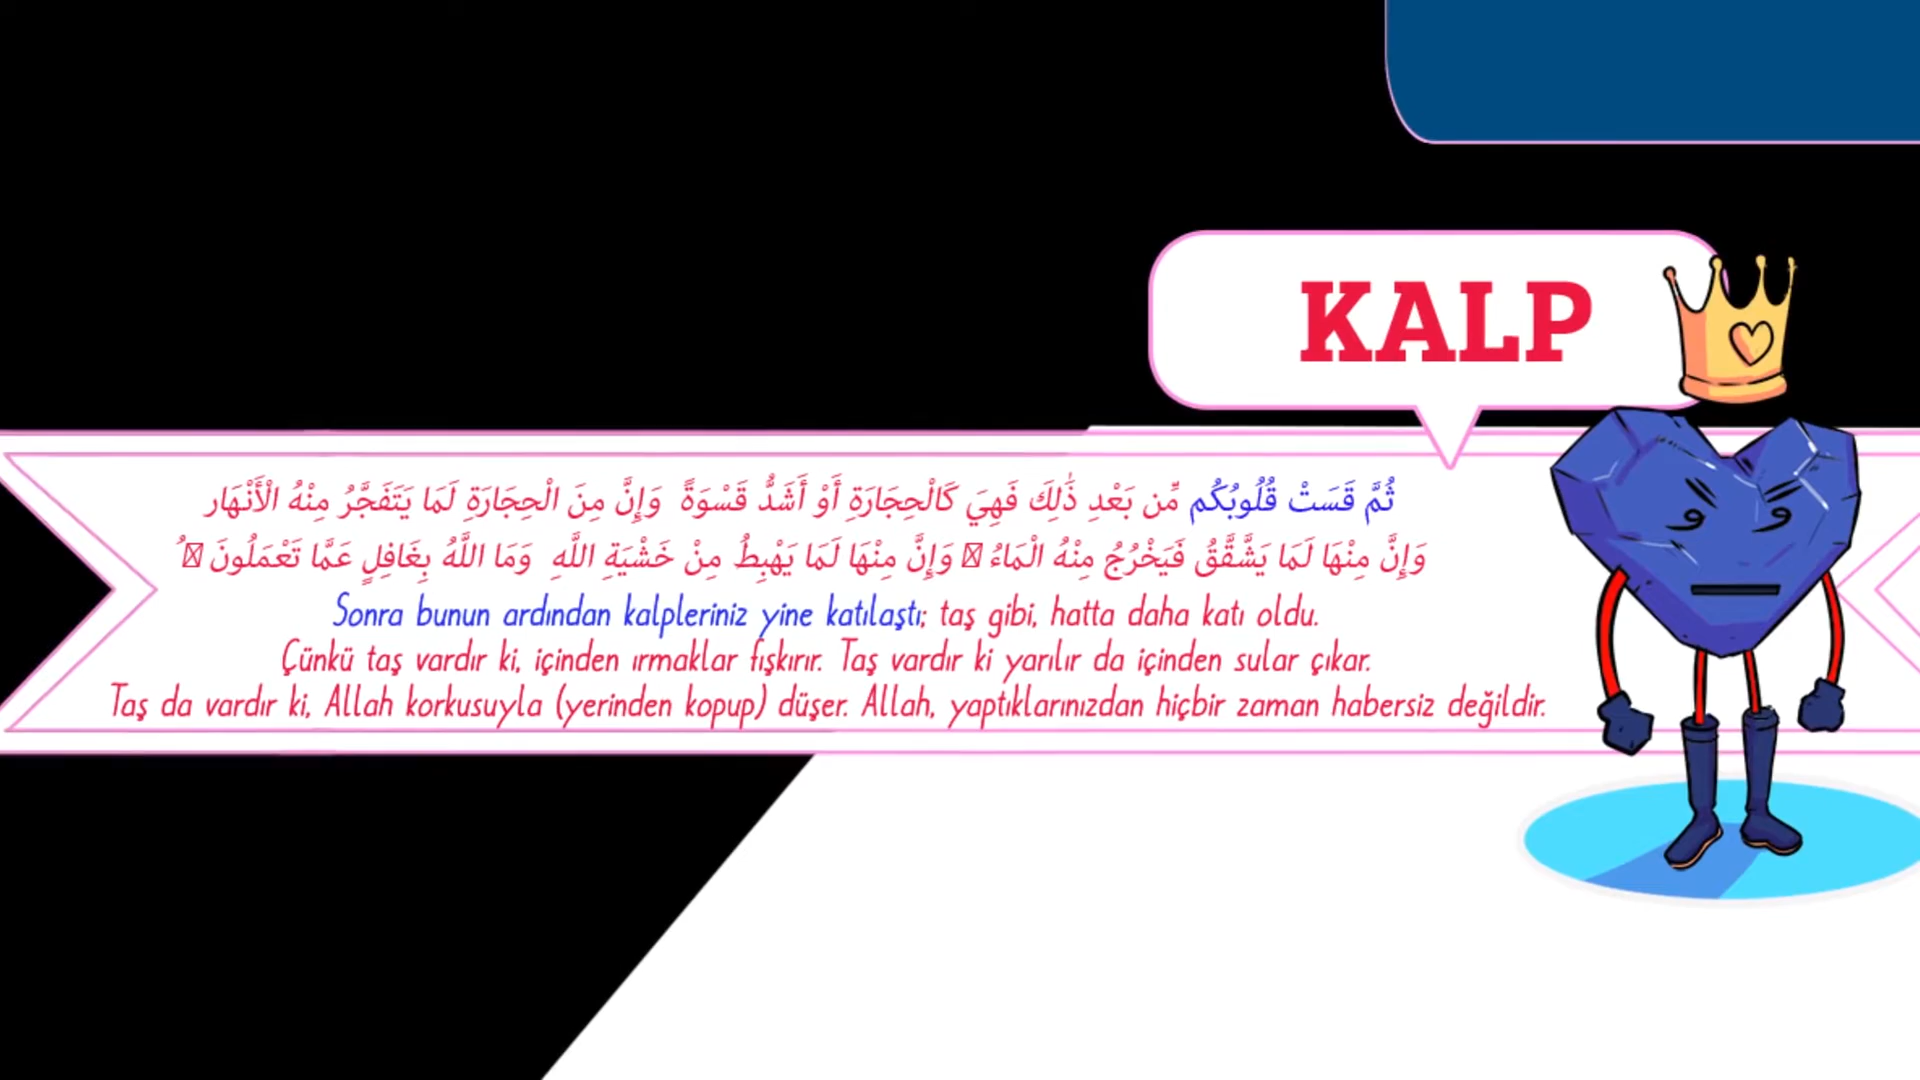 KALP
ثُمَّ قَسَتْ قُلُوبُكُم مِّن بَعْدِ ذَٰلِكَ فَهِيَ كَالْحِجَارَةِ أَوْ أَشَدُّ قَسْوَةً وَإِنَّ مِنَ الْحِجَارَةِ لَمَا يَتَفَجَّرُ مِنْهُ الْأَنْهَار
وَإِنَّ مِنْهَا لَمَا يَشَّقَّقُ فَيَخْرُجُ مِنْهُ الْمَاءُ وَإِنَّ مِنْهَا لَمَا يَهْبِطُ مِنْ خَشْيَةِ اللَّهِ وَمَا اللَّهُ بِغَافِلٍ عَمَّا تَعْمَلُونَ
Sonra bunun ardından kalpleriniz yine katılaştı; taş gibi, hatta daha katı oldu.
Çünkü taş vardır ki, içinden ırmaklar fışkırır. Taş vardır ki yarılır da içinden sular çıkar.
Taş da vardır ki, Allah korkusuyla (yerinden kopup) düşer. Allah, yaptıklarınızdan hiçbir zaman habersiz değildir.